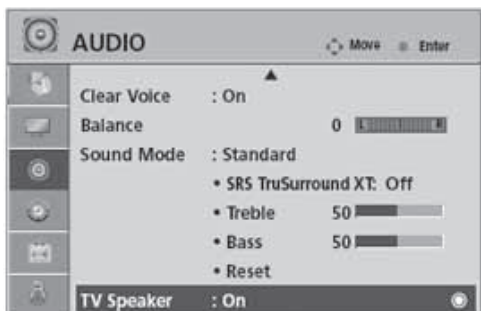 AUDIO Move Enter
Clear Voice : On
Balance 0 L R
Sound Mode : Standard
• SRS TruSurround XT: Off
• Treble 50
• Bass 50
• Reset
TV Speaker : On